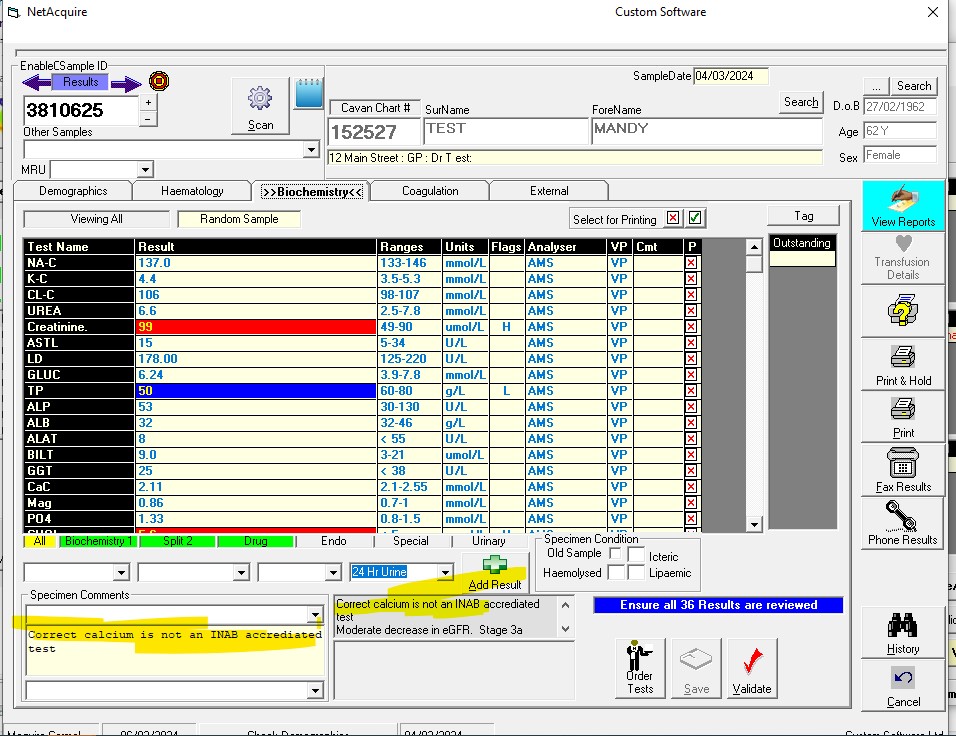 NetAcquire
Custom Software
EnableCSample ID
Results
3810625
+
-
Scan
Other Samples
MRU
Cavan Chart #
152527
SurName
TEST
ForeName
MANDY
12 Main Street : GP : Dr T est:
SampleDate 04/03/2024
Search
... Search
D.o.B 27/02/1962
Age 62Y
Sex Female
Demographics Haematology >>Biochemistry<< Coagulation External
Viewing All Random Sample Select for Printing Tag
Outstanding
Test Name Result Ranges Units Flags Analyser VP Cmt P
NA-C 137.0 133-146 mmol/L AMS VP
K-C 4.4 3.5-5.3 mmol/L AMS VP
CL-C 106 98-107 mmol/L AMS VP
UREA 6.6 2.5-7.8 mmol/L AMS VP
Creatinine. 99 49-90 umol/L H AMS VP
ASTL 15 5-34 U/L AMS VP
LD 178.00 125-220 U/L AMS VP
GLUC 6.24 3.9-7.8 mmol/L AMS VP
TP 50 60-80 g/L L AMS VP
ALP 53 30-130 U/L AMS VP
ALB 32 32-46 g/L AMS VP
ALAT 8 < 55 U/L AMS VP
BILT 9.0 3-21 umol/L AMS VP
GGT 25 < 38 U/L AMS VP
CaC 2.11 2.1-2.55 mmol/L AMS VP
Mag 0.86 0.7-1 mmol/L AMS VP
PO4 1.33 0.8-1.5 mmol/L AMS VP
All Biochemistry 1 Split 2 Drug Endo Special Urinary
24 Hr Urine
Add Result
Specimen Condition
Old Sample Icteric
Haemolysed Lipaemic
Specimen Comments
Correct calcium is not an INAB accrediated
test
Correct calcium is not an INAB accrediated
test
Moderate decrease in eGFR. Stage 3a
Ensure all 36 Results are reviewed
Order
Tests
Save
Validate
View Reports
Transfusion
Details
Print & Hold
Print
Fax Results
Phone Results
History
Cancel